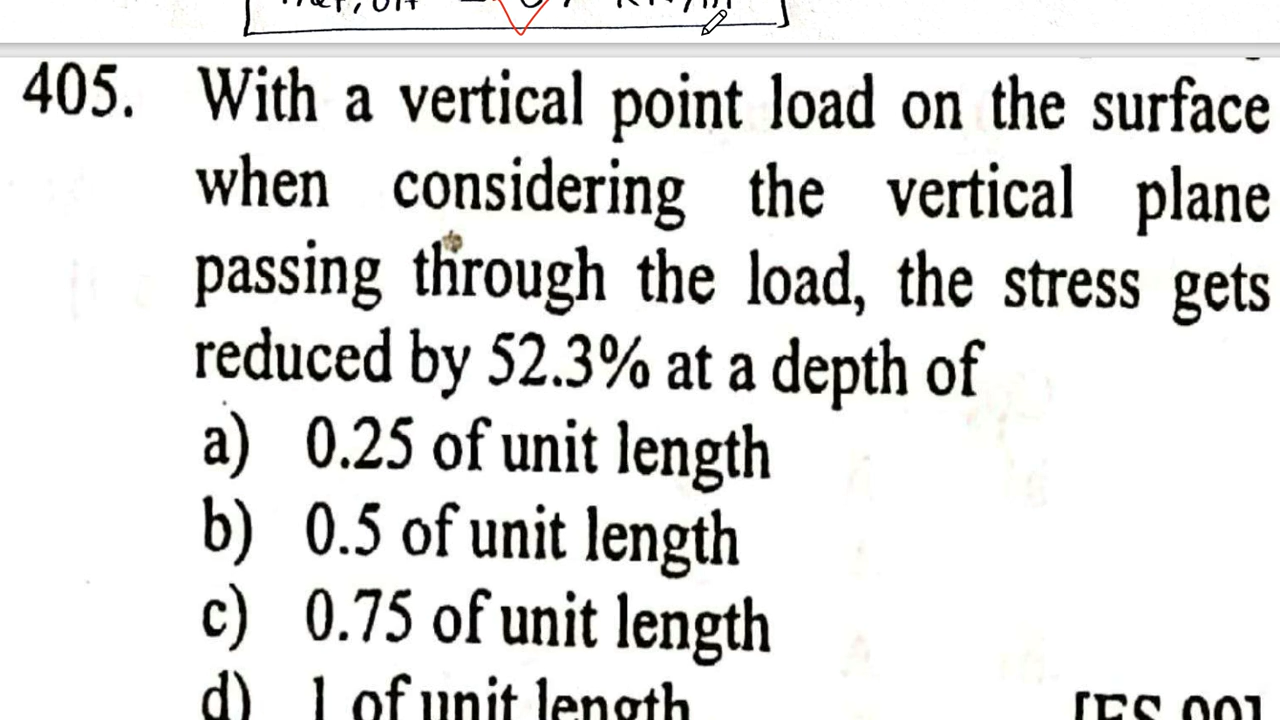 405. With a vertical point load on the surface
when considering the vertical plane
passing through the load, the stress gets
reduced by 52.3% at a depth of
a) 0.25 of unit length
b) 0.5 of unit length
c) 0.75 of unit length
d) 1 of unit length